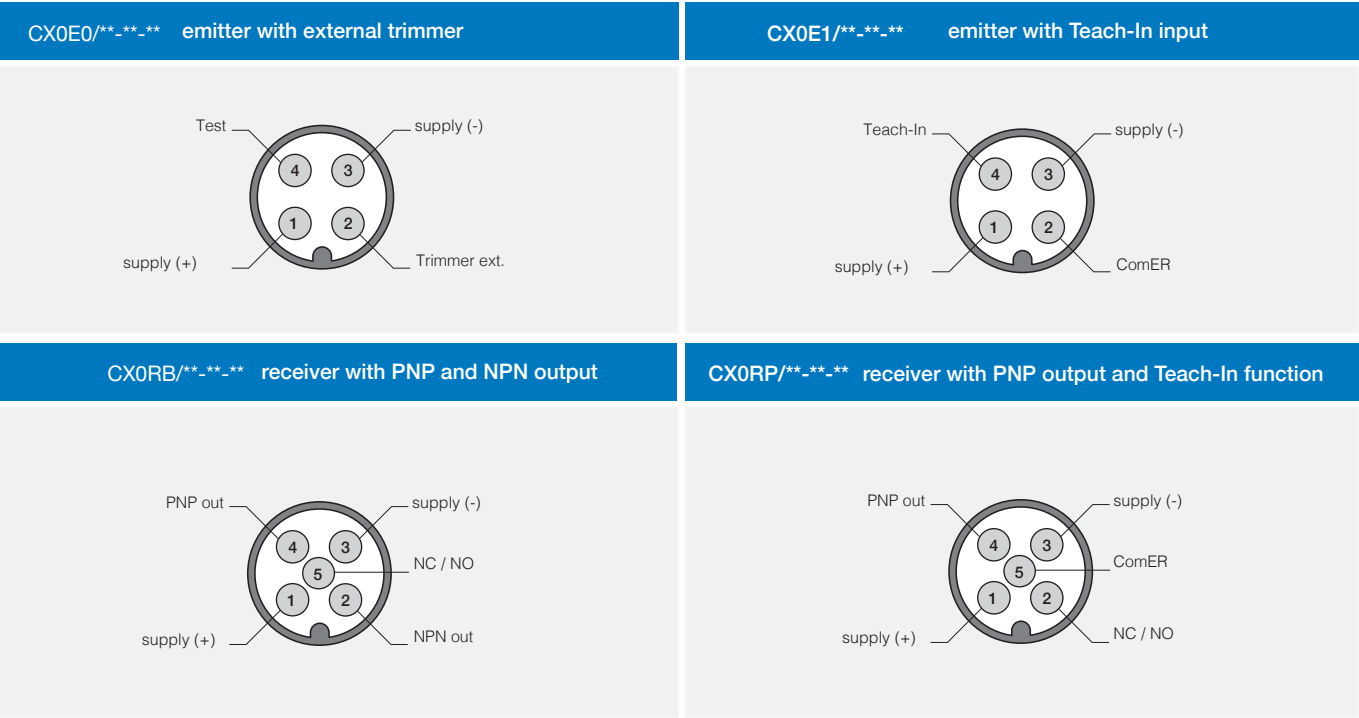 CX0E0/**-**-** emitter with external trimmer
CX0E1/**-**-** emitter with Teach-In input
Test
supply (-)
4 3
1 2
supply (+)
Trimmer ext.
Teach-In
supply (-)
4 3
1 2
supply (+)
ComER
CX0RB/**-**-** receiver with PNP and NPN output
CX0RP/**-**-** receiver with PNP output and Teach-In function
PNP out
supply (-)
4 3
5
NC / NO
1 2
supply (+)
NPN out
PNP out
supply (-)
4 3
5
ComER
1 2
supply (+)
NC / NO